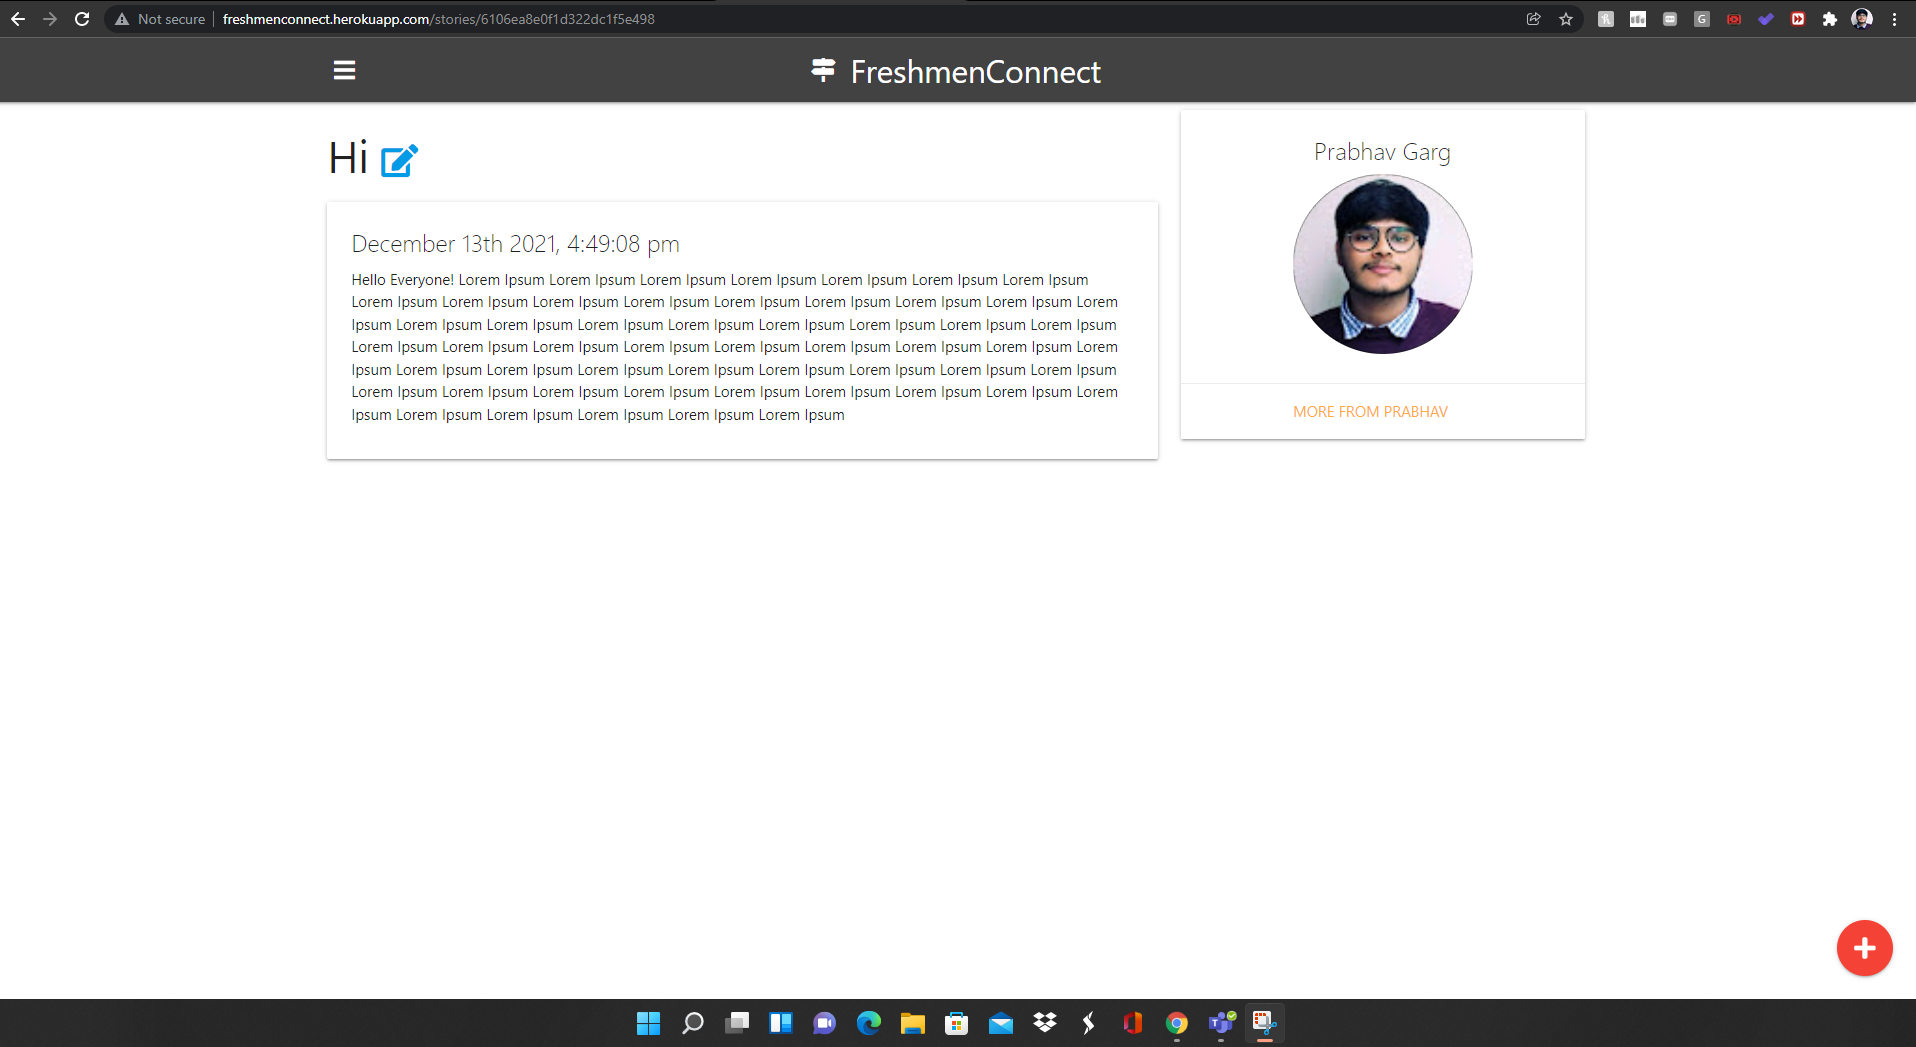 Not secure
freshmenconnect.herokuapp.com/stories/6106ea8e0f1d322dc1f5e498
FreshmenConnect
Hi
December 13th 2021, 4:49:08 pm
Hello Everyone! Lorem Ipsum Lorem Ipsum Lorem Ipsum Lorem Ipsum Lorem Ipsum Lorem Ipsum Lorem Ipsum
Lorem Ipsum Lorem Ipsum Lorem Ipsum Lorem Ipsum Lorem Ipsum Lorem Ipsum Lorem Ipsum Lorem Ipsum Lorem
Ipsum Lorem Ipsum Lorem Ipsum Lorem Ipsum Lorem Ipsum Lorem Ipsum Lorem Ipsum Lorem Ipsum Lorem Ipsum
Lorem Ipsum Lorem Ipsum Lorem Ipsum Lorem Ipsum Lorem Ipsum Lorem Ipsum Lorem Ipsum Lorem Ipsum Lorem
Ipsum Lorem Ipsum Lorem Ipsum Lorem Ipsum Lorem Ipsum Lorem Ipsum Lorem Ipsum Lorem Ipsum Lorem Ipsum
Lorem Ipsum Lorem Ipsum Lorem Ipsum Lorem Ipsum Lorem Ipsum Lorem Ipsum Lorem Ipsum Lorem Ipsum Lorem
Ipsum Lorem Ipsum Lorem Ipsum Lorem Ipsum Lorem Ipsum Lorem Ipsum
Prabhav Garg
MORE FROM PRABHAV